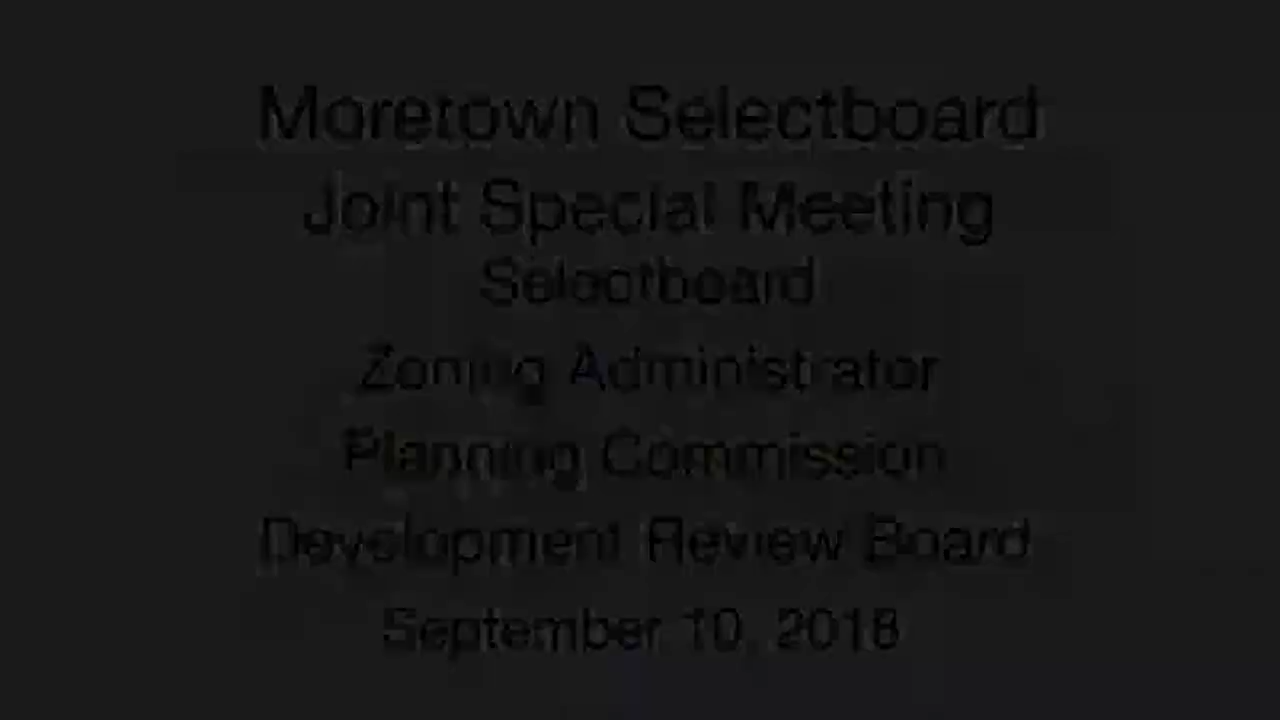 Moretown Selectboard
Joint Special Meeting
Selectboard
Zoning Administrator
Planning Commission
Development Review Board
September 10, 2018